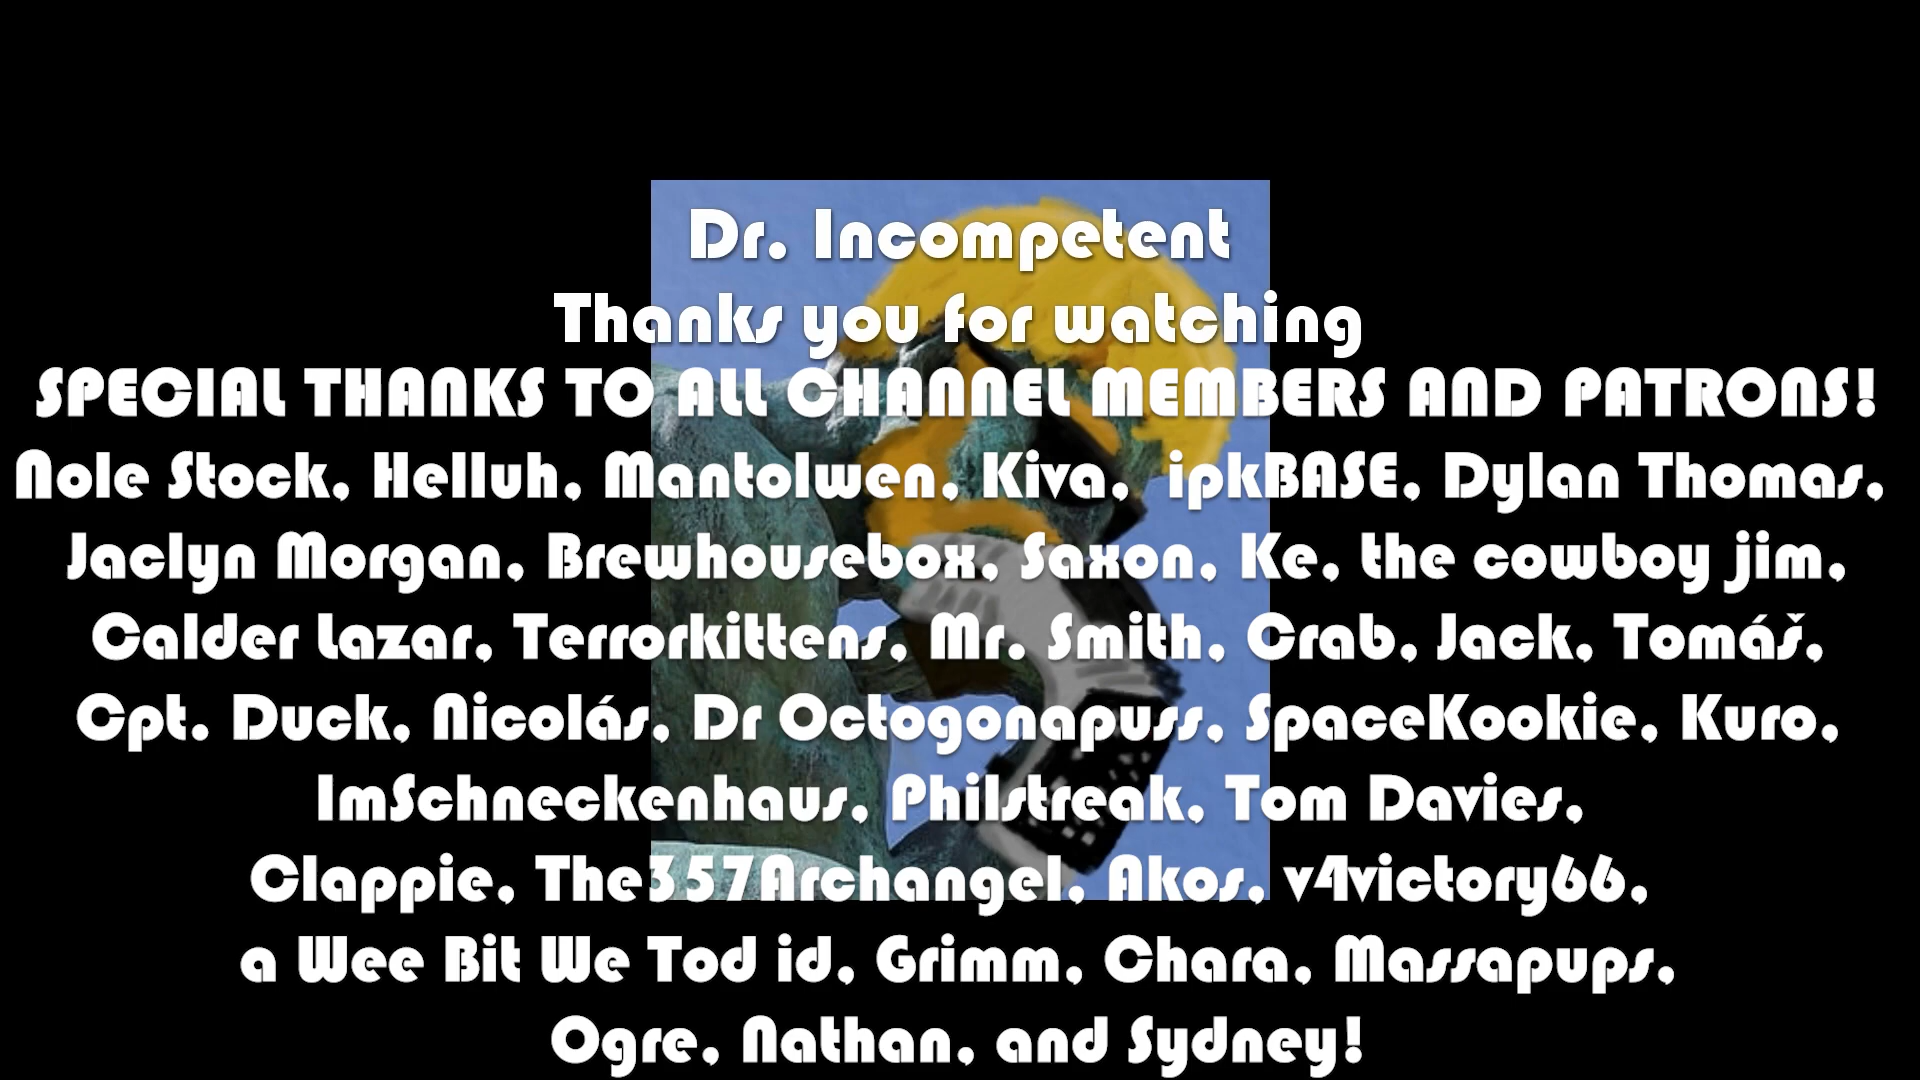 Dr. Incompetent
Thanks you for watching
SPECIAL THANKS TO ALL CHANNEL MEMBERS AND PATRONS!
Nole Stock, Helluh, Mantolwen, Kiva, ipkBASE, Dylan Thomas,
Jaclyn Morgan, Brewhousebox, Saxon, Ke, the cowboy jim,
Calder Lazar, Terrorkittens, Mr. Smith, Crab, Jack, Tomáš,
Cpt. Duck, Nicolás, Dr Octogonapuss, SpaceKookie, Kuro,
ImSchneckenhaus, Philstreak, Tom Davies,
Clappie, The357Archangel, Akos, v4victory66,
a Wee Bit We Tod id, Grimm, Chara, Massapups,
Ogre, Nathan, and Sydney!